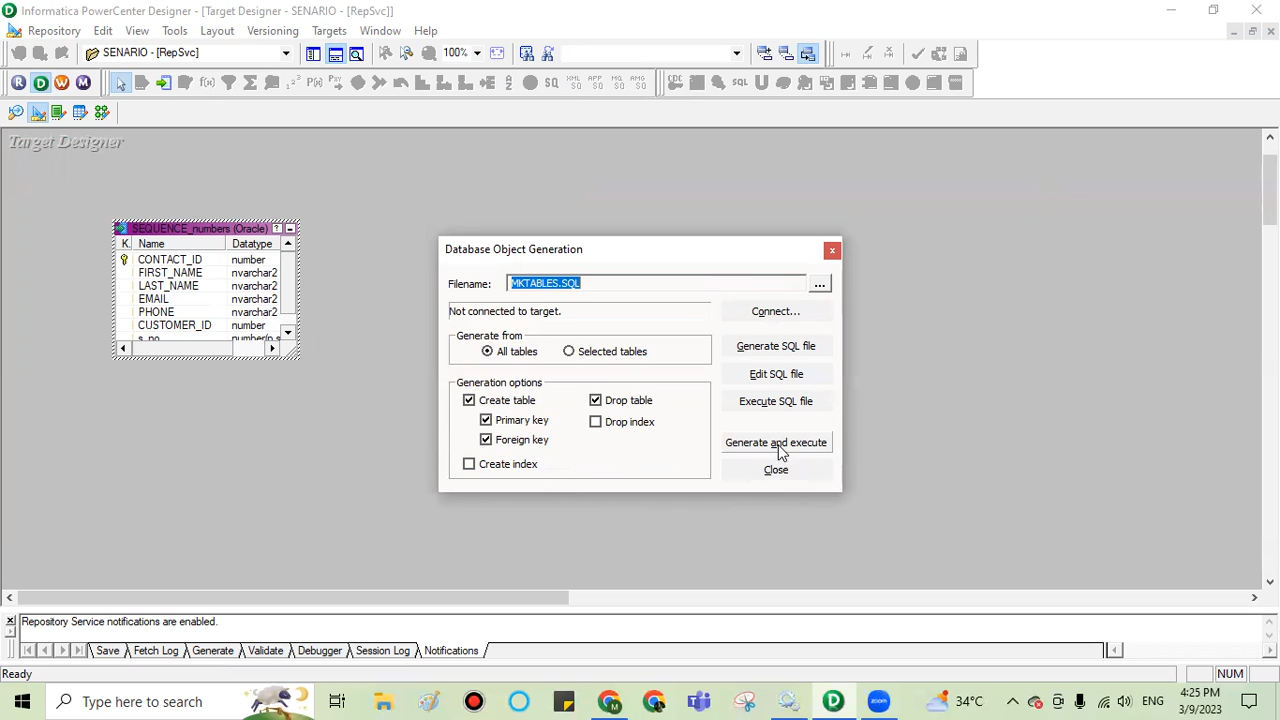 Informatica PowerCenter Designer - [Target Designer - SENARIO - [RepSvc]]
Repository Edit View Tools Layout Versioning Targets Window Help
SENARIO - [RepSvc] 100%
Target Designer
SEQUENCE_numbers (Oracle) ?
K. Name Datatype
CONTACT_ID number
FIRST_NAME nvarchar2
LAST_NAME nvarchar2
EMAIL nvarchar2
PHONE nvarchar2
CUSTOMER_ID number
s_no number(p,s
Database Object Generation
Filename: MKTABLES.SQL ...
Not connected to target. Connect...
Generate from
All tables Selected tables
Generate SQL file
Edit SQL file
Generation options
Create table Drop table
Execute SQL file
Primary key Drop index
Foreign key
Generate and execute
Create index
Close
Repository Service notifications are enabled.
Save Fetch Log Generate Validate Debugger Session Log Notifications
Ready NUM
Type here to search
34°C ENG
4:25 PM
3/9/2023